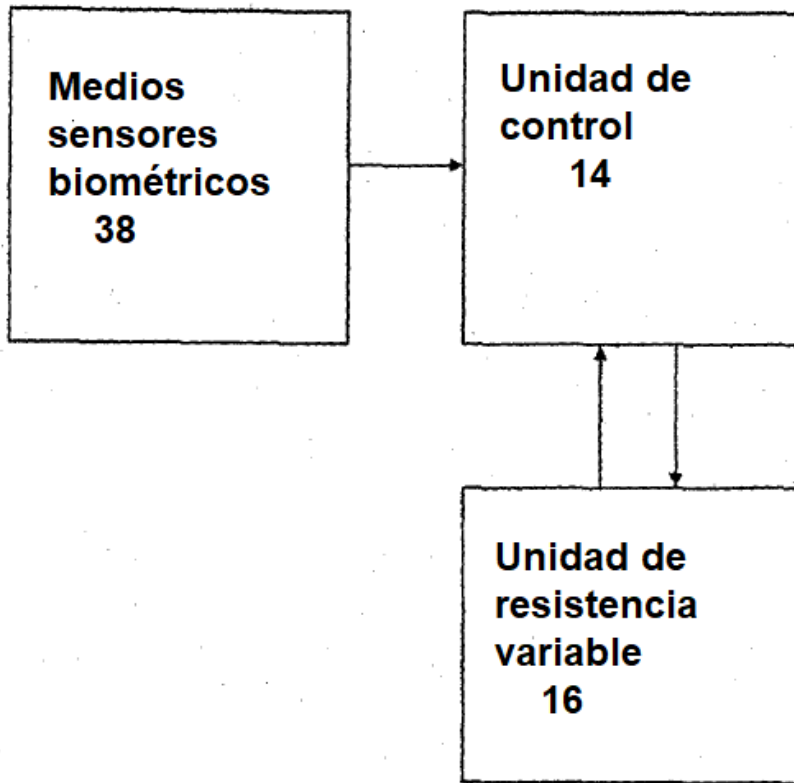 Medios
sensores
biométricos
38
Unidad de
control
14
Unidad de
resistencia
variable
16